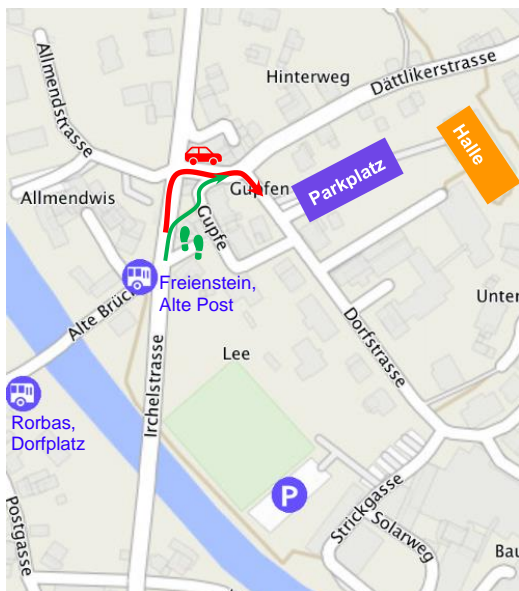 Allmendstrasse
Hinterweg
Dättlikerstrasse
Halle
Parkplatz
Gupfen
Allmendwis
Gupfe
Freienstein,
Alte Post
Alte Brüc
Unter
Irchelstrasse
Lee
Dorfstrasse
Rorbas,
Dorfplatz
P
Strickgasse
Postgasse
Solarweg
Bau